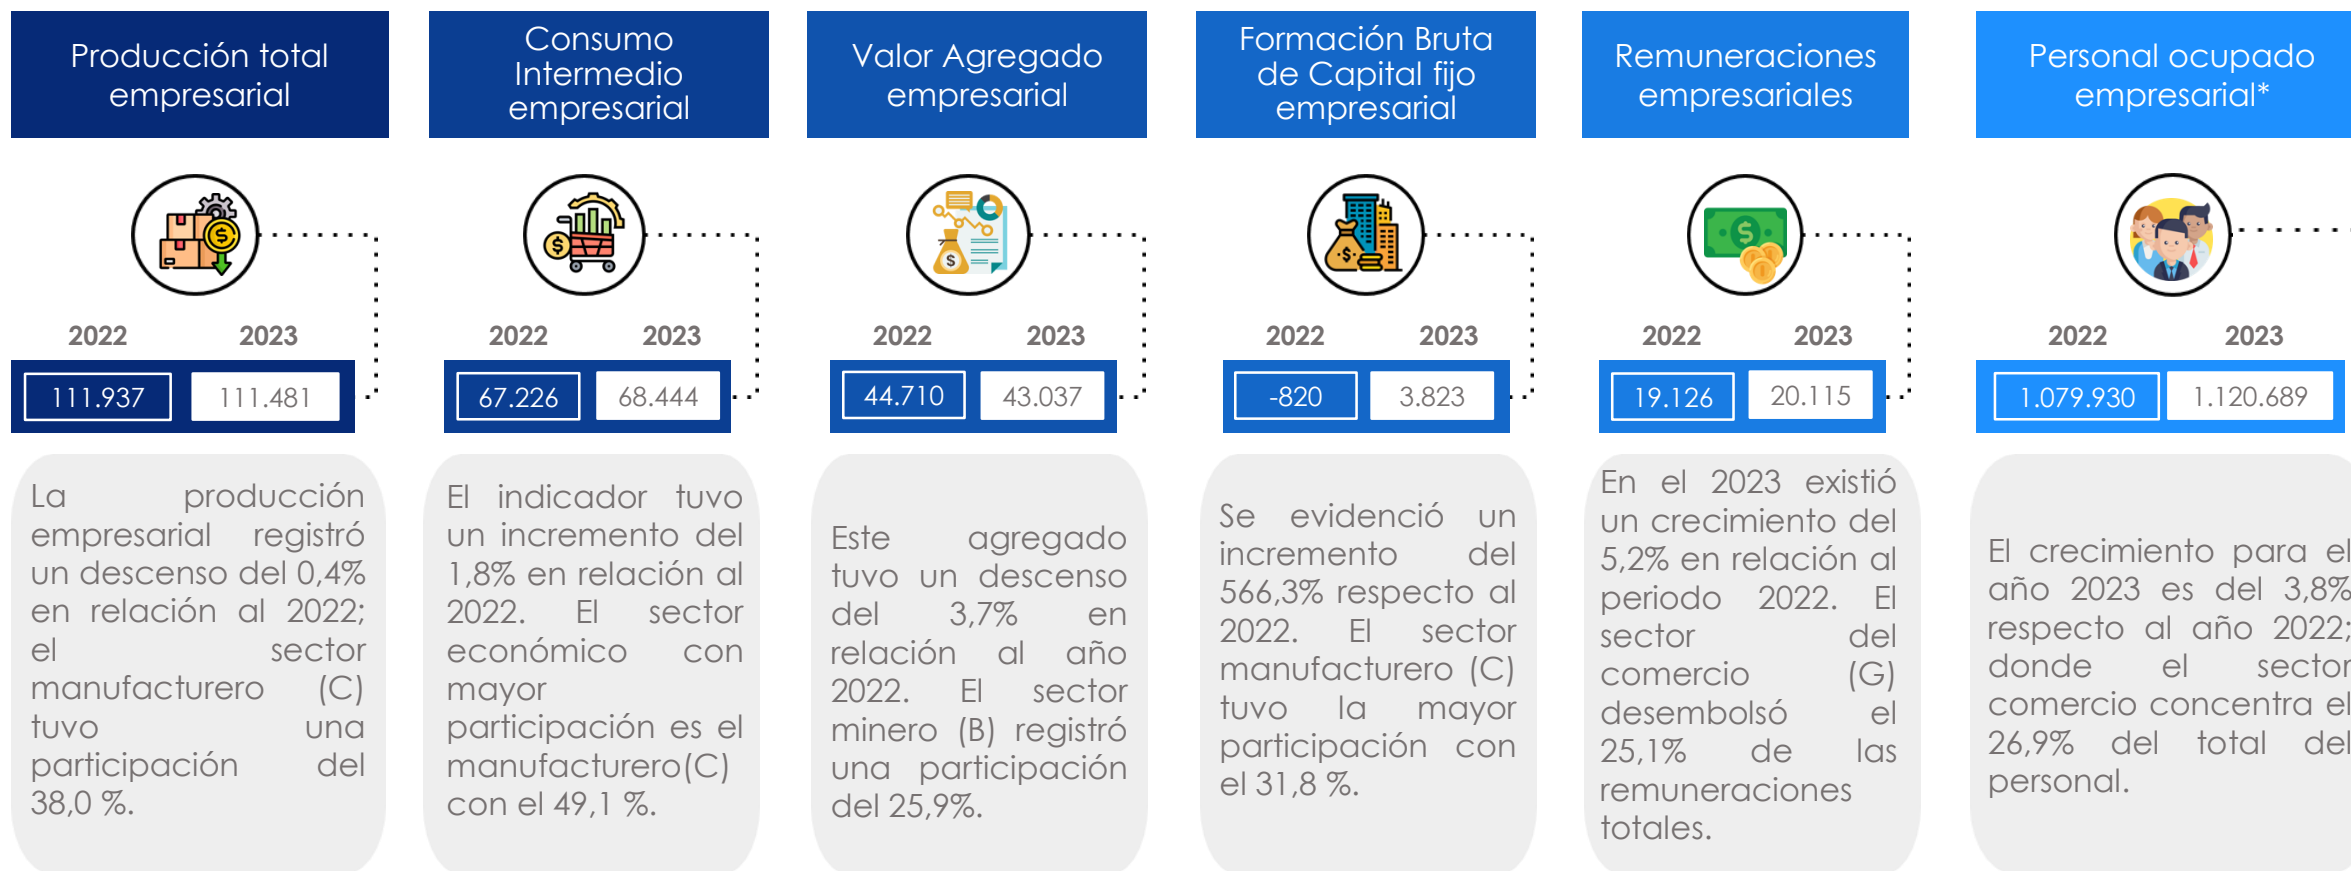 Producción total
empresarial
2022 2023
111.937 111.481
La producción
empresarial registró
un descenso del 0,4%
en relación al 2022;
el sector
manufacturero (C)
tuvo una
participación del
38,0 %.
Consumo
Intermedio
empresarial
2022 2023
67.226 68.444
El indicador tuvo
un incremento del
1,8% en relación al
2022. El sector
económico con
mayor
participación es el
manufacturero(C)
con el 49,1 %.
Valor Agregado
empresarial
2022 2023
44.710 43.037
Este agregado
tuvo un descenso
del 3,7% en
relación al año
2022. El sector
minero (B) registró
una participación
del 25,9%.
Formación Bruta
de Capital fijo
empresarial
2022 2023
-820 3.823
Se evidenció un
incremento del
566,3% respecto al
2022. El sector
manufacturero (C)
tuvo la mayor
participación con
el 31,8 %.
Remuneraciones
empresariales
2022 2023
19.126 20.115
En el 2023 existió
un crecimiento del
5,2% en relación al
periodo 2022. El
sector del
comercio (G)
desembolsó el
25,1% de las
remuneraciones
totales.
Personal ocupado
empresarial*
2022 2023
1.079.930 1.120.689
El crecimiento para el
año 2023 es del 3,8%
respecto al año 2022;
donde el sector
comercio concentra el
26,9% del total del
personal.